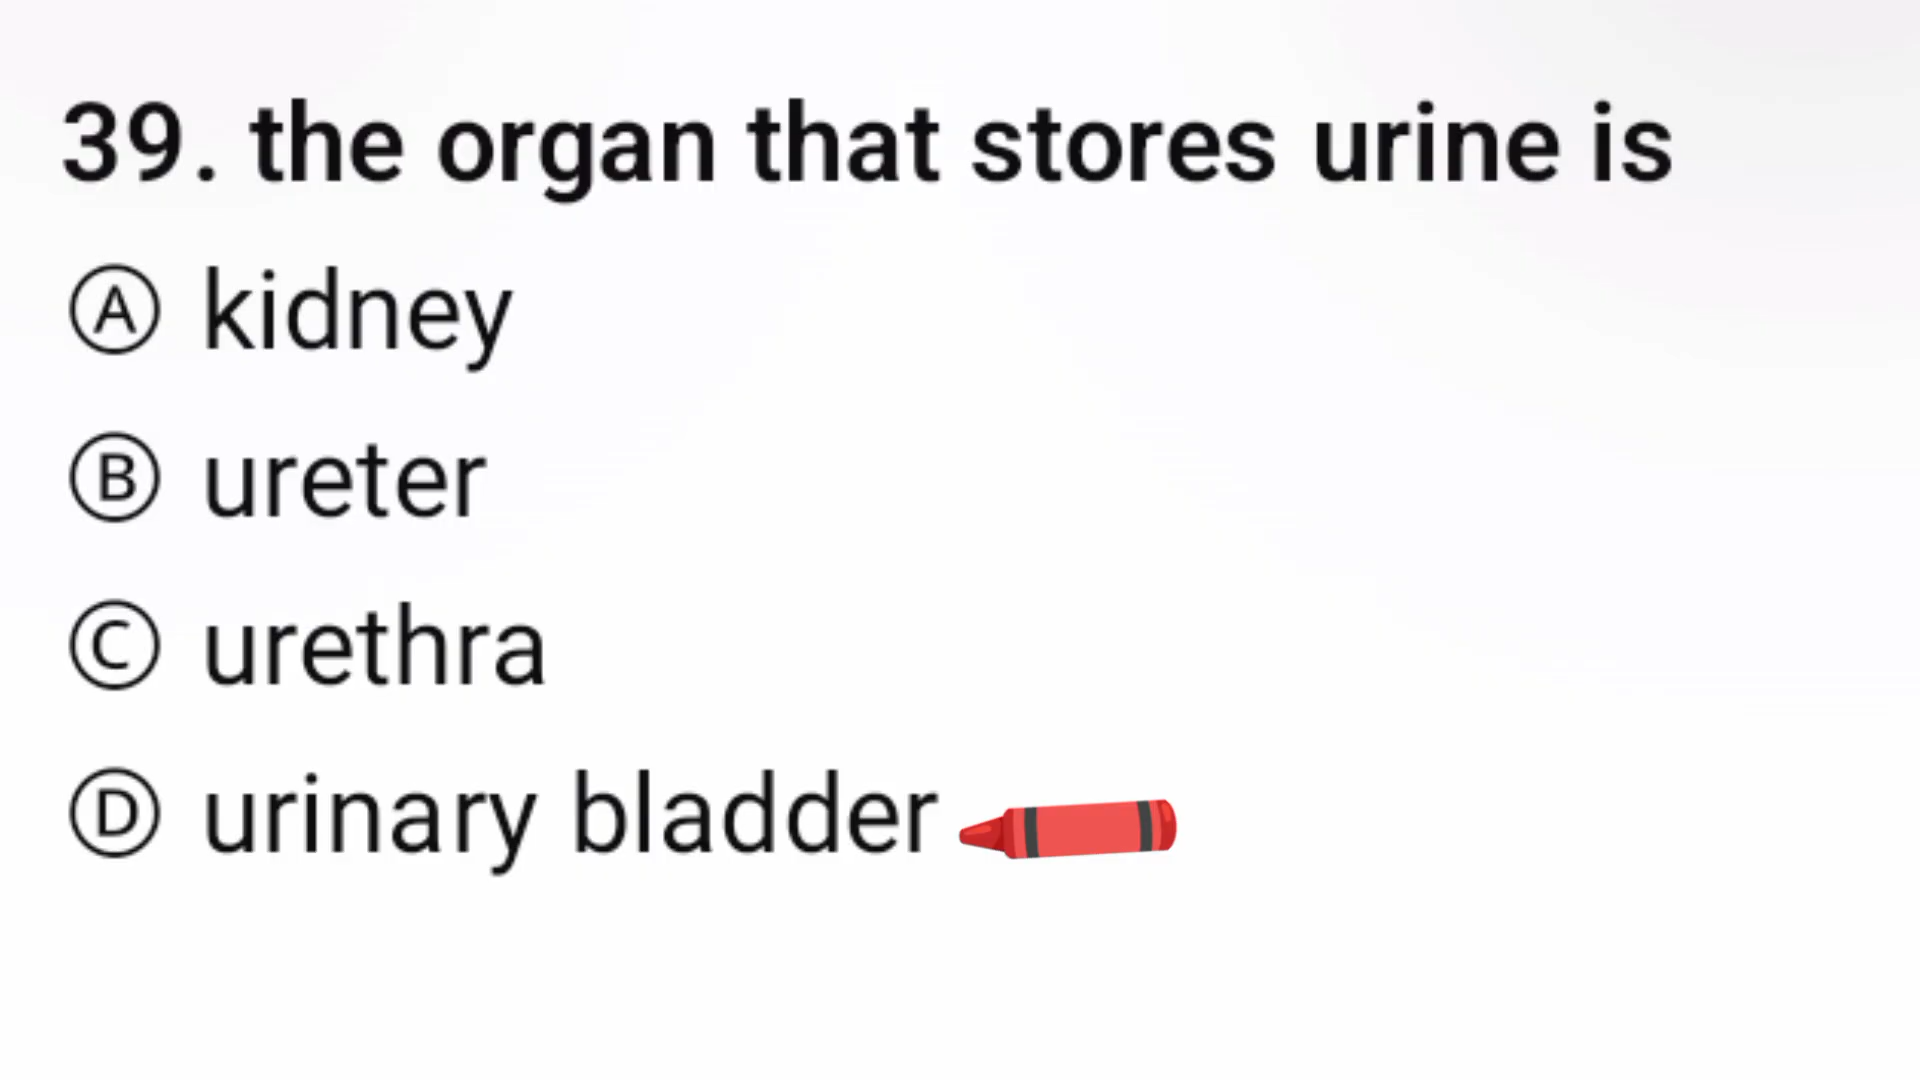 39. the organ that stores urine is
Ⓐ kidney
Ⓑ ureter
Ⓒ urethra
Ⓓ urinary bladder